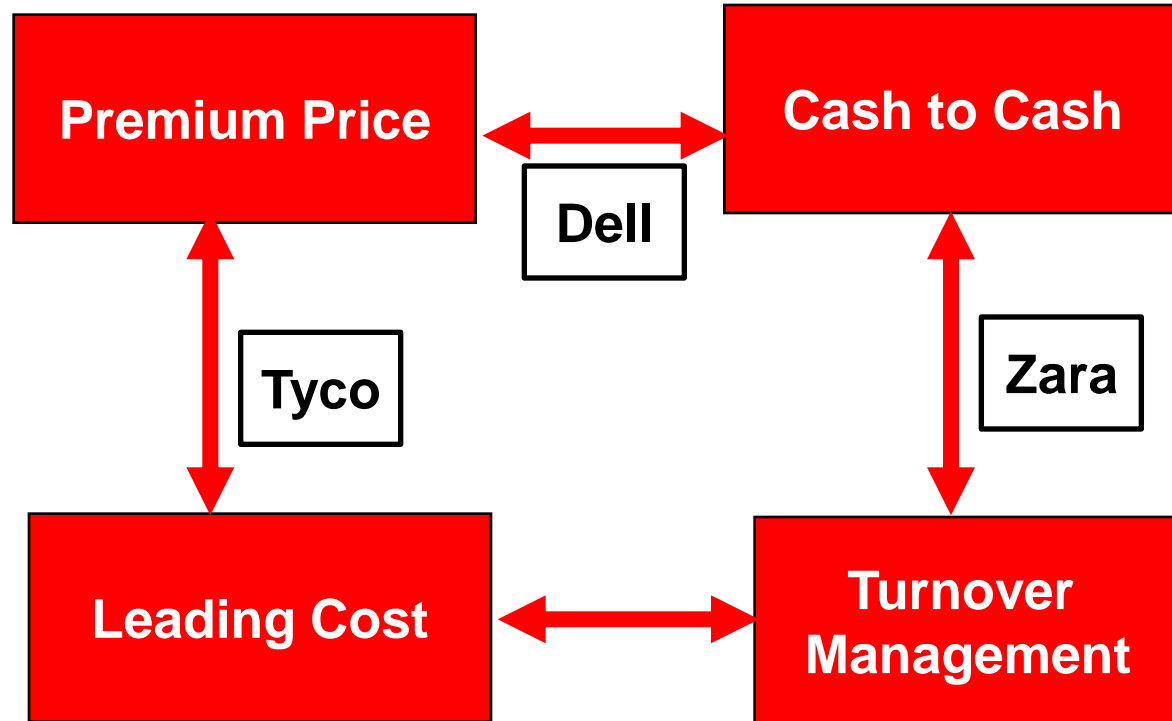 Premium Price
Cash to Cash
Dell
Tyco
Zara
Leading Cost
Turnover
Management